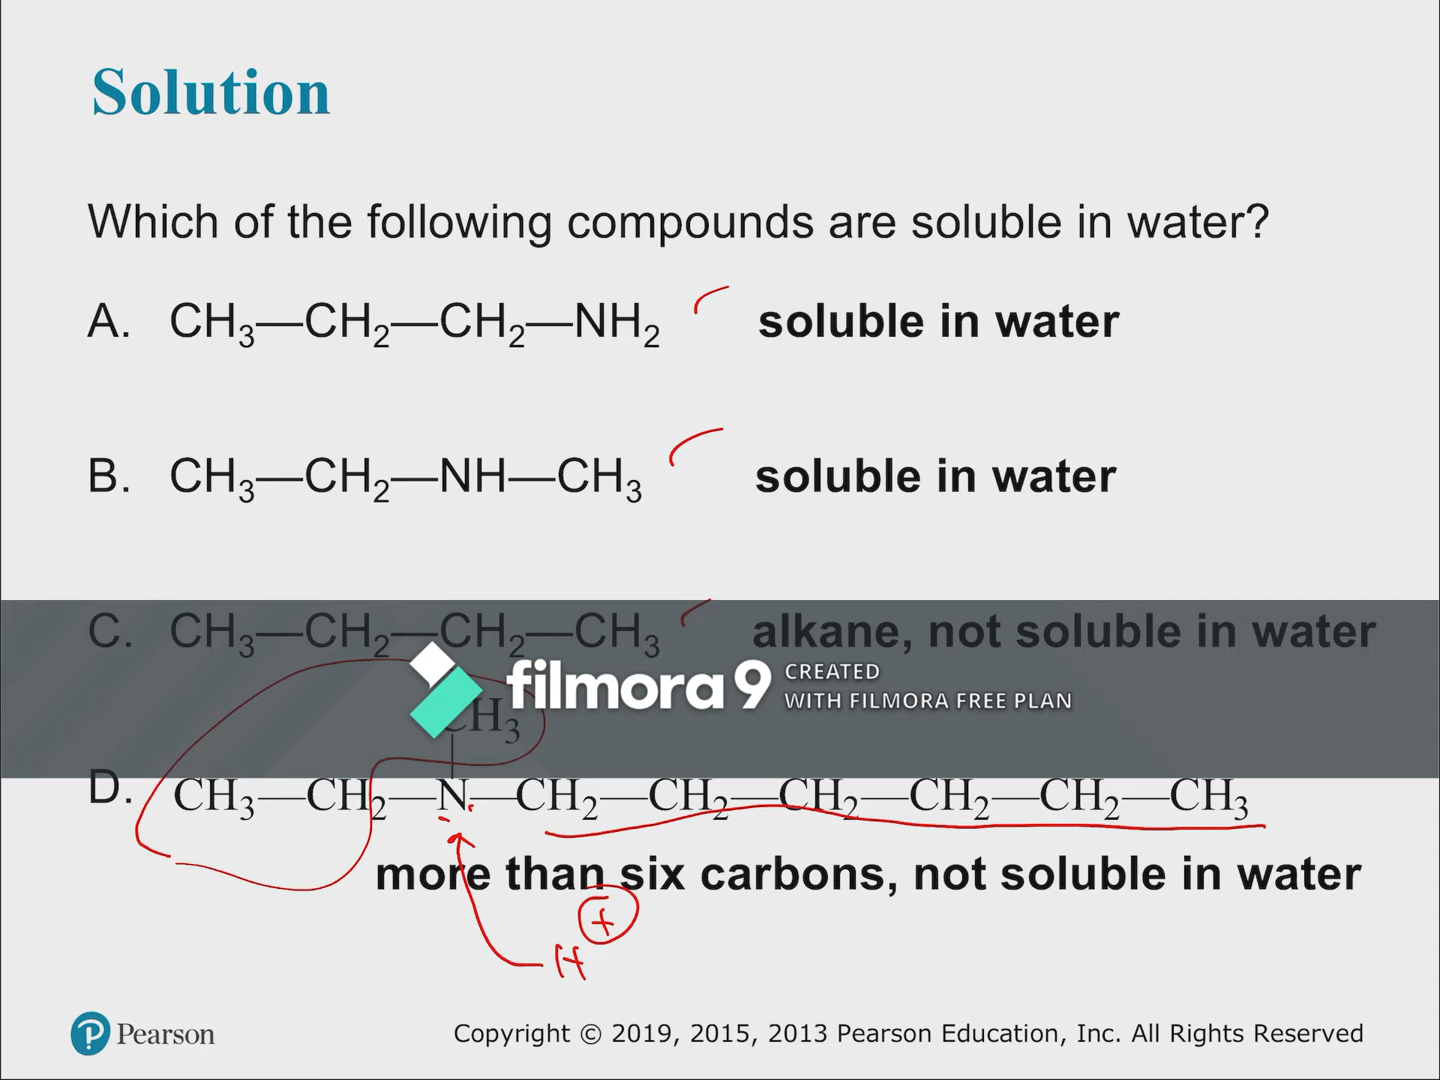 Solution
Which of the following compounds are soluble in water?
A. CH₃—CH₂—CH₂—NH₂ soluble in water
B. CH₃—CH₂—NH—CH₃ soluble in water
C. CH₃—CH₂—CH₂—CH₃ alkane, not soluble in water
filmora9 CREATED
WITH FILMORA FREE PLAN
CH₃
D. CH₃—CH₂—N—CH₂—CH₂—CH₂—CH₂—CH₂—CH₃
more than six carbons, not soluble in water
+
H
P Pearson Copyright © 2019, 2015, 2013 Pearson Education, Inc. All Rights Reserved